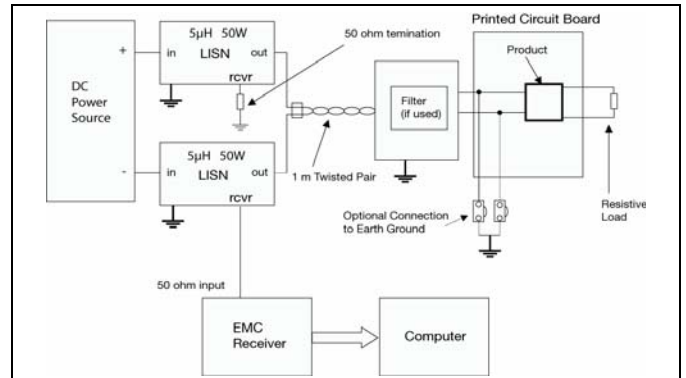 Printed Circuit Board
5µH 50W
LISN
in
out
rcvr
+
50 ohm temination
Product
DC
Power
Source
Filter
(if used)
5µH 50W
LISN
-
in
out
rcvr
1 m Twisted Pair
Optional Connection
to Earth Ground
Resistive
Load
50 ohm input
EMC
Receiver
Computer